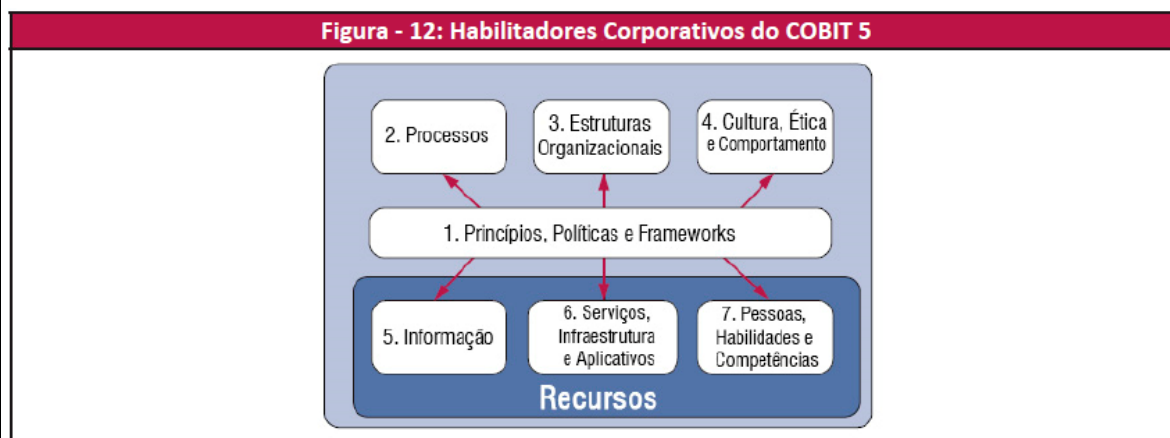 Figura - 12: Habilitadores Corporativos do COBIT 5
2. Processos
3. Estruturas
Organizacionais
4. Cultura, Ética
e Comportamento
1. Princípios, Políticas e Frameworks
5. Informação
6. Serviços,
Infraestrutura
e Aplicativos
7. Pessoas,
Habilidades e
Competências
Recursos